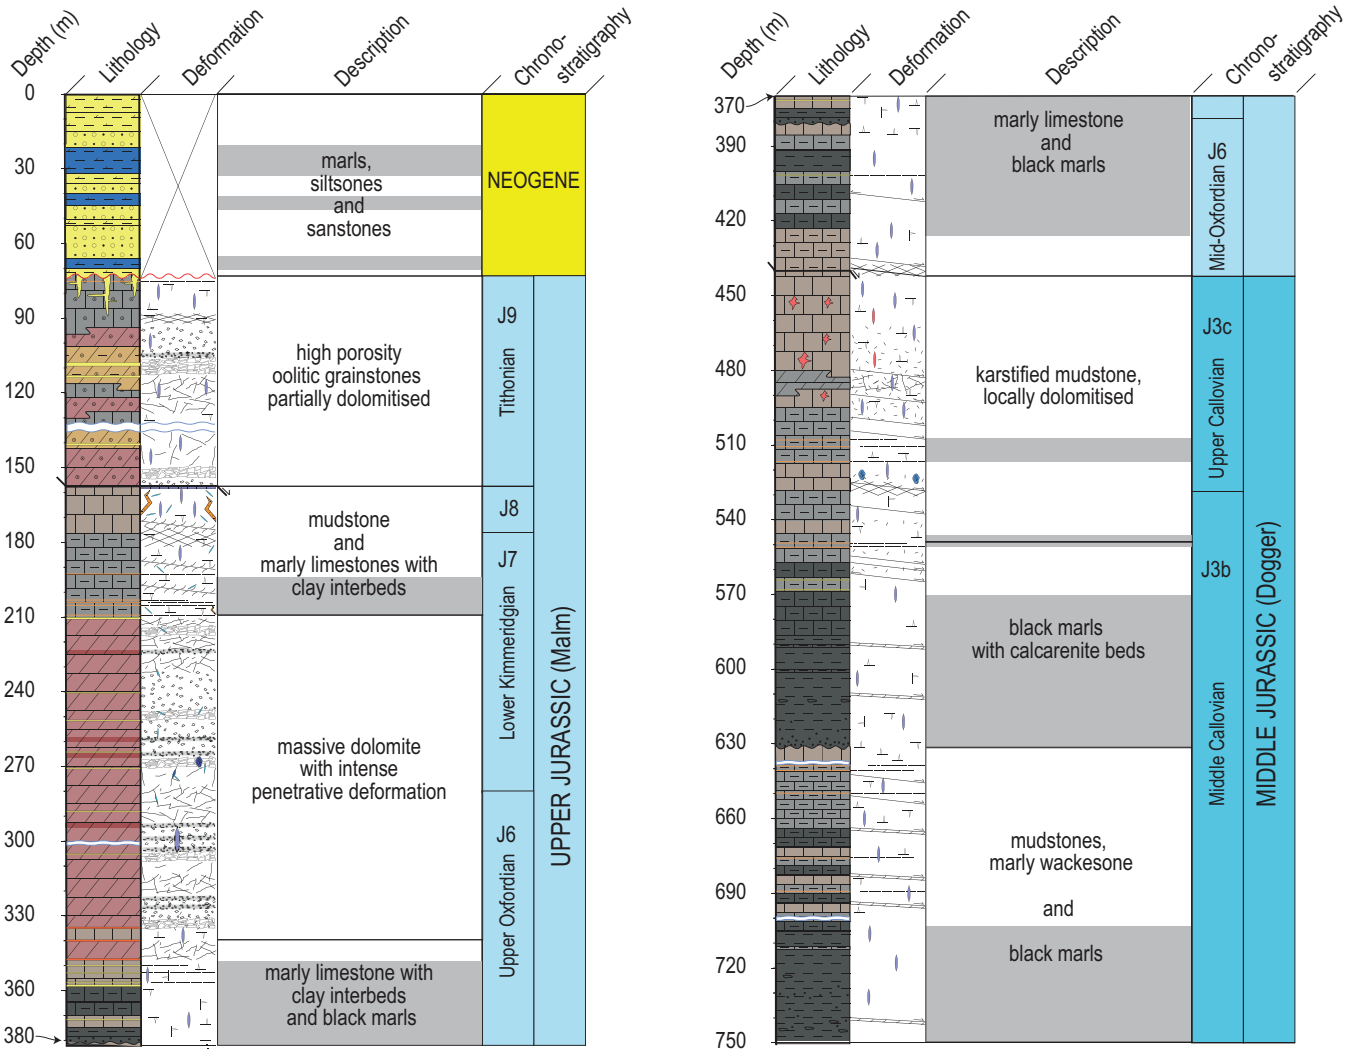 Depth (m)
Lithology
Deformation
Description
Chrono-
stratigraphy
0
30
60
90
120
150
180
210
240
270
300
330
360
380
marls,
siltsones
and
sanstones
high porosity
oolitic grainstones
partially dolomitised
mudstone
and
marly limestones with
clay interbeds
massive dolomite
with intense
penetrative deformation
marly limestone with
clay interbeds
and black marls
NEOGENE
J9
Tithonian
J8
J7
Lower Kimmeridgian
J6
Upper Oxfordian
UPPER JURASSIC (Malm)
Depth (m)
Lithology
Deformation
Description
Chrono-
stratigraphy
370
390
420
450
480
510
540
570
600
630
660
690
720
750
marly limestone
and
black marls
karstified mudstone,
locally dolomitised
black marls
with calcarenite beds
mudstones,
marly wackesone
and
black marls
J6
Mid-Oxfordian
J3c
Upper Callovian
J3b
Middle Callovian
MIDDLE JURASSIC (Dogger)